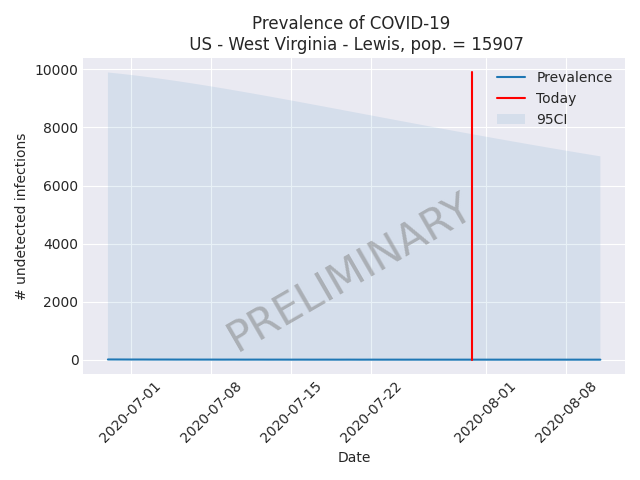 Prevalence of COVID-19
US - West Virginia - Lewis, pop. = 15907
10000
8000
6000
4000
2000
0
# undetected infections
Prevalence
Today
95CI
PRELIMINARY
2020-07-01
2020-07-08
2020-07-15
2020-07-22
2020-08-01
2020-08-08
Date